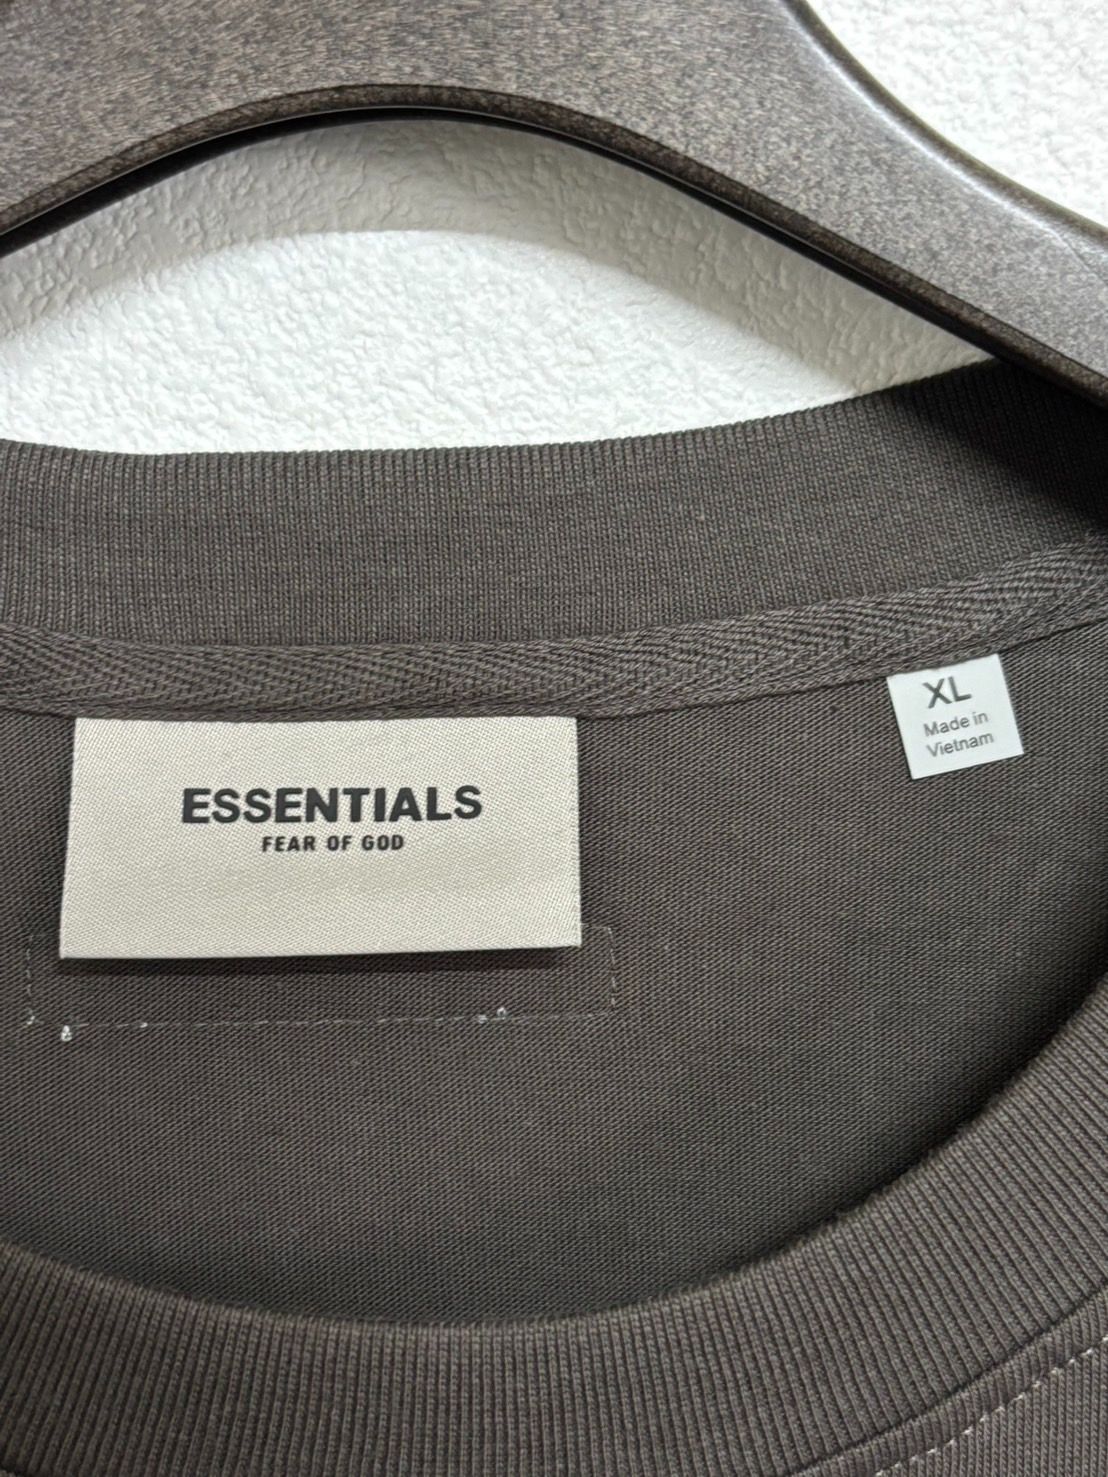 ESSENTIALS
FEAR OF GOD
XL
Made in
Vietnam